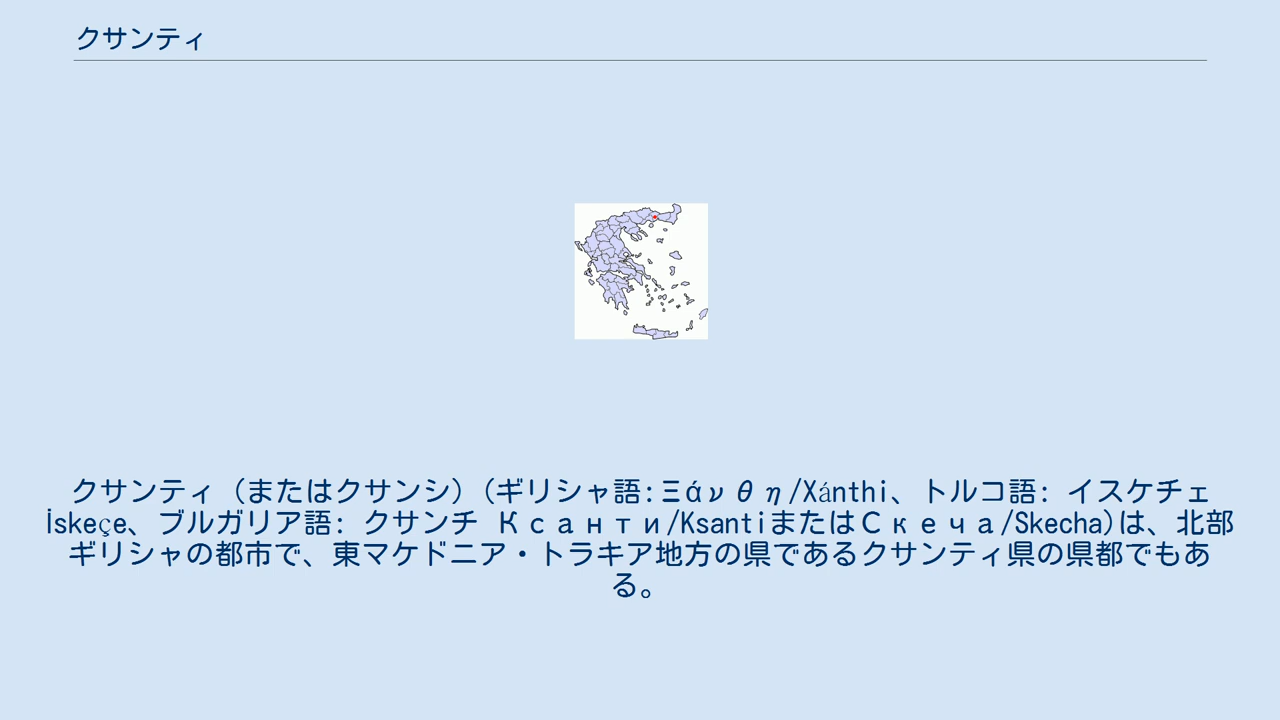 クサンティ
クサンティ（またはクサンシ）(ギリシャ語:Ξάνθη/Xánthi、トルコ語: イスケチェ
İskeçe、ブルガリア語: クサンチ Ксанти/KsantiまたはСкеча/Skecha)は、北部
ギリシャの都市で、東マケドニア・トラキア地方の県であるクサンティ県の県都でもあ
る。